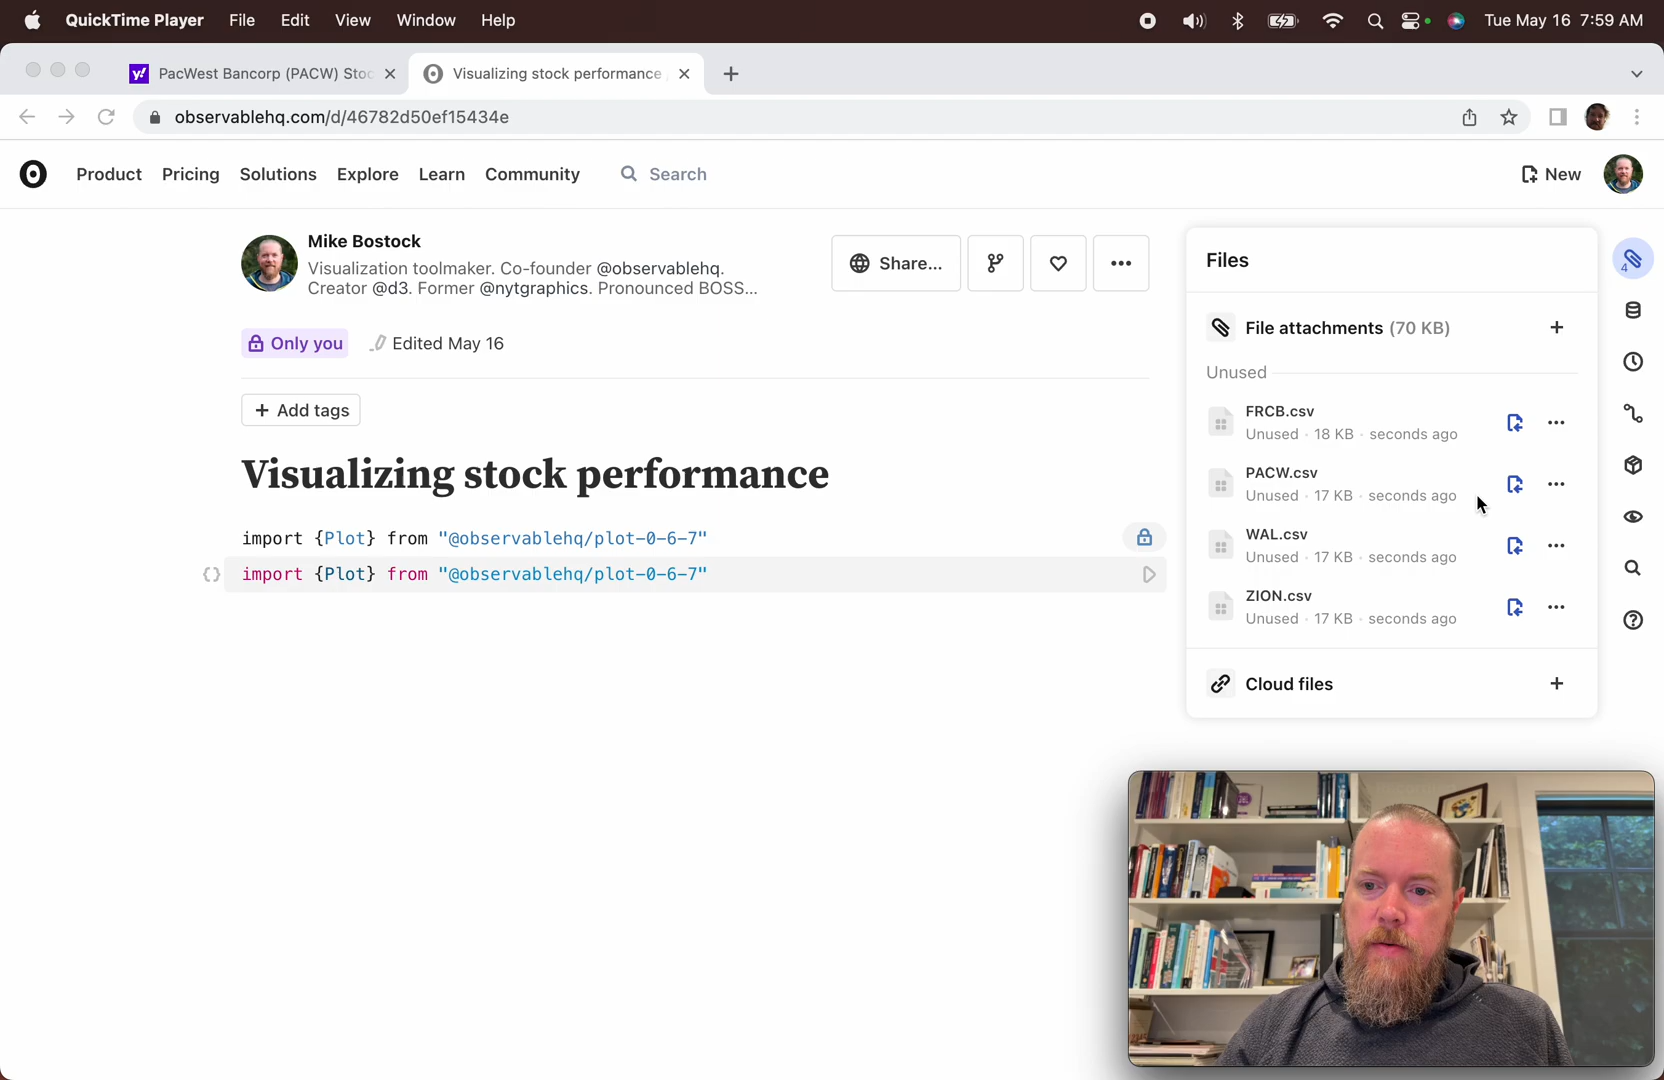 QuickTime Player File Edit View Window Help Tue May 16 7:59 AM
y! PacWest Bancorp (PACW) Stoc Visualizing stock performance
observablehq.com/d/46782d50ef15434e
Product Pricing Solutions Explore Learn Community Search New
Mike Bostock
Visualization toolmaker. Co-founder @observablehq.
Creator @d3. Former @nytgraphics. Pronounced BOSS...
Share...
Only you Edited May 16
+ Add tags
Visualizing stock performance
import {Plot} from "@observablehq/plot-0-6-7"
{} import {Plot} from "@observablehq/plot-0-6-7"
Files
4
File attachments (70 KB) +
Unused
FRCB.csv
Unused · 18 KB · seconds ago
PACW.csv
Unused · 17 KB · seconds ago
WAL.csv
Unused · 17 KB · seconds ago
ZION.csv
Unused · 17 KB · seconds ago
Cloud files +